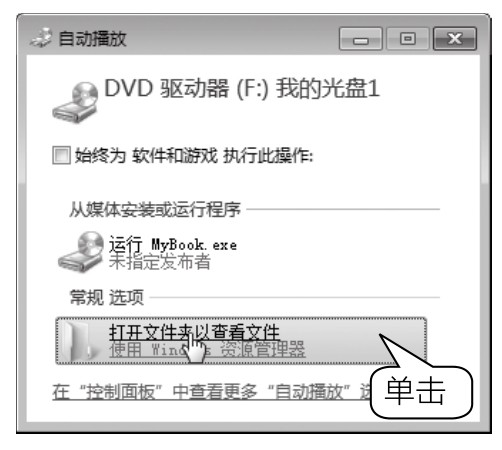 自动播放
DVD 驱动器 (F:) 我的光盘1
始终为 软件和游戏 执行此操作:
从媒体安装或运行程序
运行 MyBook.exe
未指定发布者
常规 选项
打开文件夹以查看文件
使用 Windows 资源管理器
在 "控制面板" 中查看更多 "自动播放"
单击